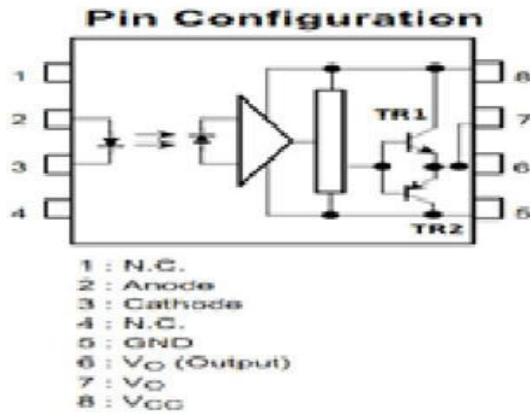 Pin Configuration
1
8
2
TR1
7
3
6
4
TR2
5
1 : N.C.
2 : Anode
3 : Cathode
4 : N.C.
5 : GND
6 : VO (Output)
7 : VO
8 : VCC